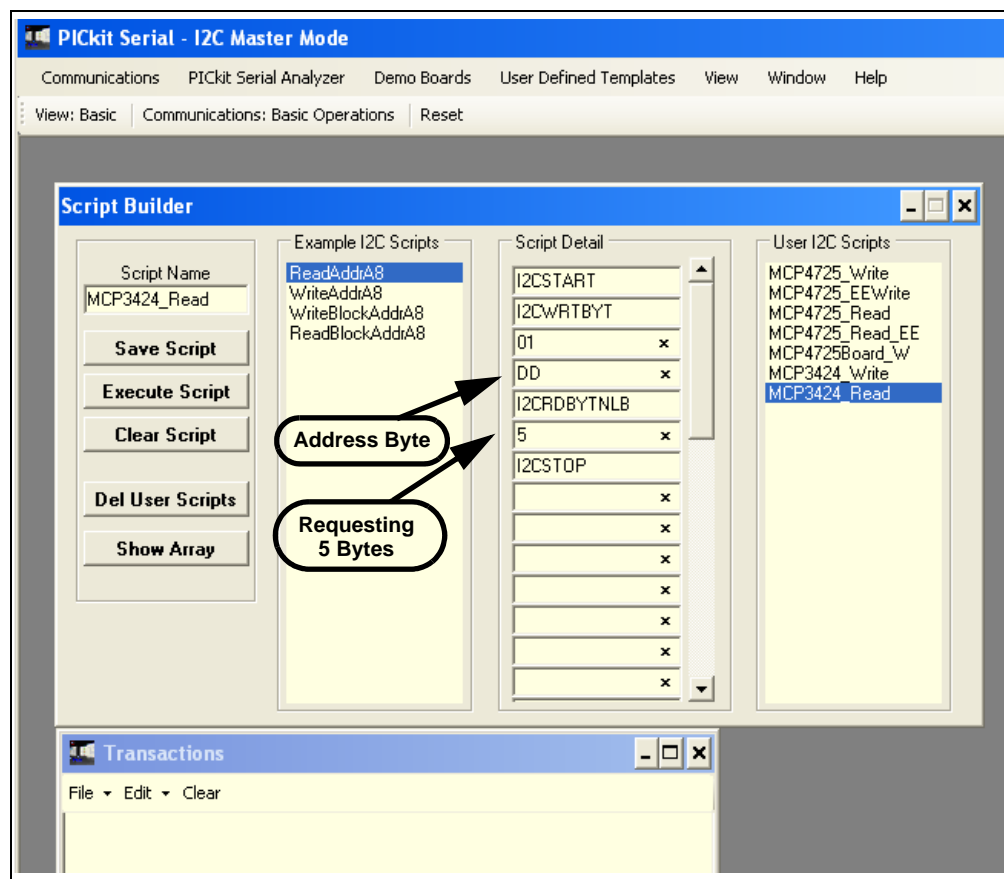 PICkit Serial - I2C Master Mode
Communications PICkit Serial Analyzer Demo Boards User Defined Templates View Window Help
View: Basic Communications: Basic Operations Reset
Script Builder
Script Name
MCP3424_Read
Save Script
Execute Script
Clear Script
Del User Scripts
Show Array
Example I2C Scripts
ReadAddrA8
WriteAddrA8
WriteBlockAddrA8
ReadBlockAddrA8
Address Byte
Requesting
5 Bytes
Script Detail
I2CSTART
I2CWRTBYT
01
DD
I2CRDBYTNLB
5
I2CSTOP
User I2C Scripts
MCP4725_Write
MCP4725_EEWrite
MCP4725_Read
MCP4725_Read_EE
MCP4725Board_W
MCP3424_Write
MCP3424_Read
Transactions
File Edit Clear